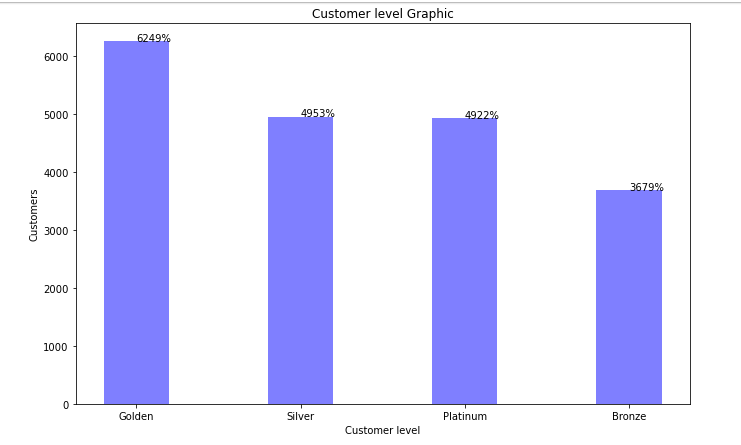 Customer level Graphic
6249%
4953%
4922%
3679%
6000
5000
4000
3000
2000
1000
0
Customers
Golden Silver Platinum Bronze
Customer level